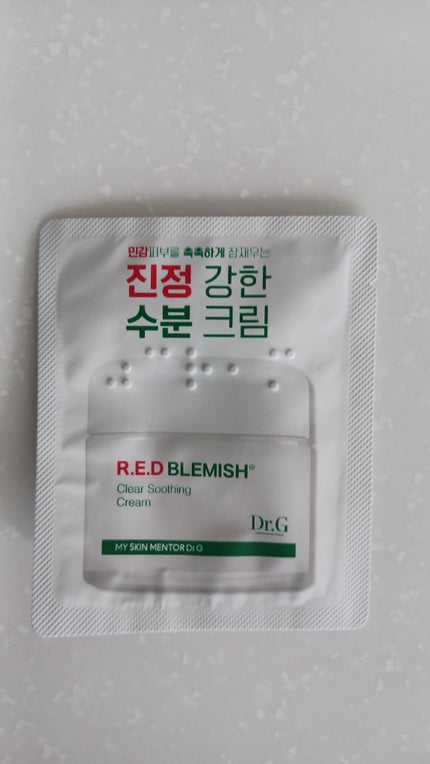 민감피부를 촉촉하게 잠재우는
진정 강한
수분 크림
R.E.D BLEMISH®
Clear Soothing
Cream
Dr.G
MY SKIN MENTOR Dr.G